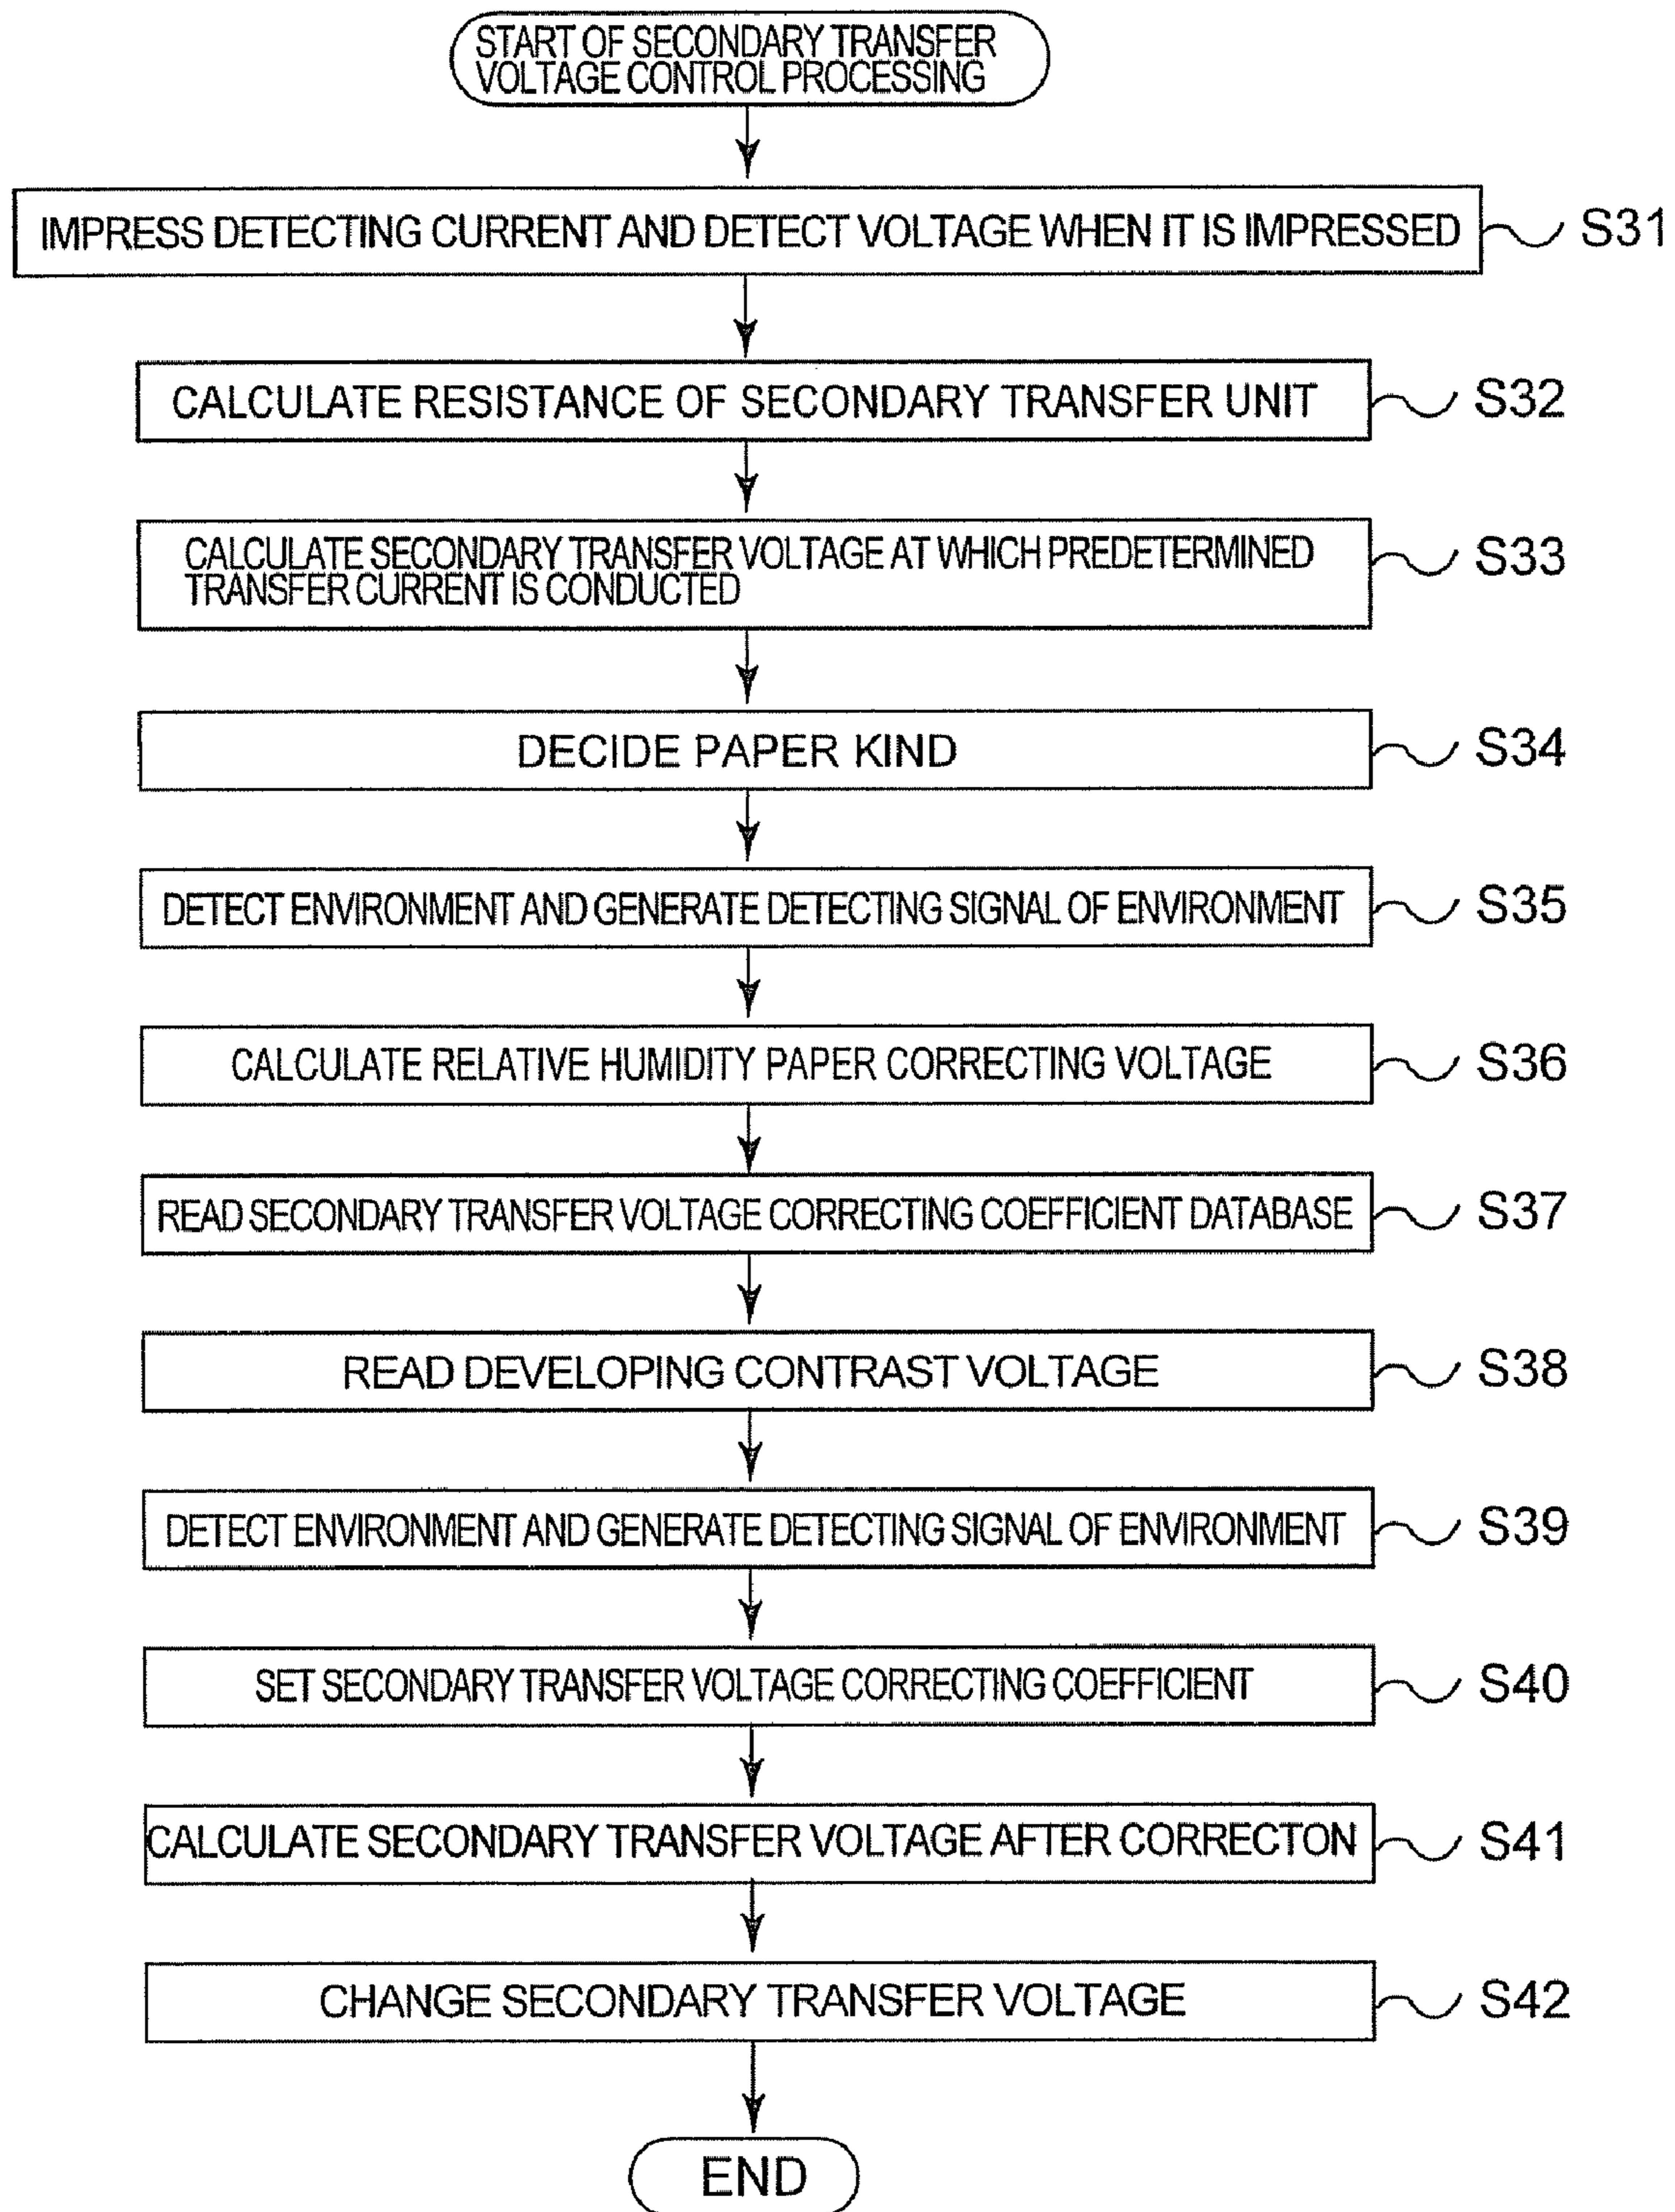 START OF SECONDARY TRANSFER
VOLTAGE CONTROL PROCESSING
IMPRESS DETECTING CURRENT AND DETECT VOLTAGE WHEN IT IS IMPRESSED
S31
CALCULATE RESISTANCE OF SECONDARY TRANSFER UNIT
S32
CALCULATE SECONDARY TRANSFER VOLTAGE AT WHICH PREDETERMINED
TRANSFER CURRENT IS CONDUCTED
S33
DECIDE PAPER KIND
S34
DETECT ENVIRONMENT AND GENERATE DETECTING SIGNAL OF ENVIRONMENT
S35
CALCULATE RELATIVE HUMIDITY PAPER CORRECTING VOLTAGE
S36
READ SECONDARY TRANSFER VOLTAGE CORRECTING COEFFICIENT DATABASE
S37
READ DEVELOPING CONTRAST VOLTAGE
S38
DETECT ENVIRONMENT AND GENERATE DETECTING SIGNAL OF ENVIRONMENT
S39
SET SECONDARY TRANSFER VOLTAGE CORRECTING COEFFICIENT
S40
CALCULATE SECONDARY TRANSFER VOLTAGE AFTER CORRECTON
S41
CHANGE SECONDARY TRANSFER VOLTAGE
S42
END